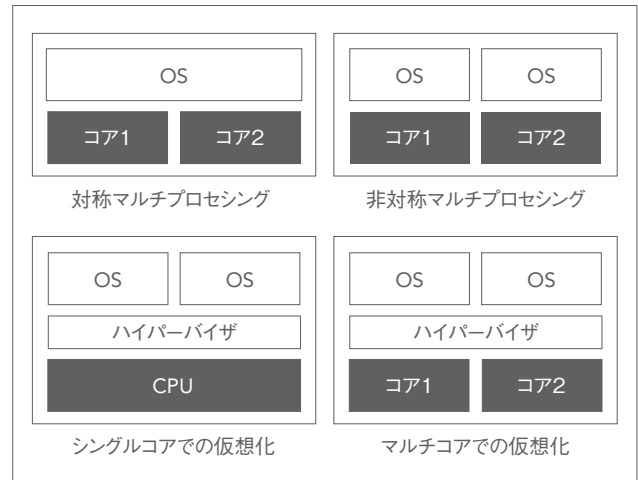 OS
コア1 コア2
対称マルチプロセシング
OS OS
コア1 コア2
非対称マルチプロセシング
OS OS
ハイパーバイザ
CPU
シングルコアでの仮想化
OS OS
ハイパーバイザ
コア1 コア2
マルチコアでの仮想化